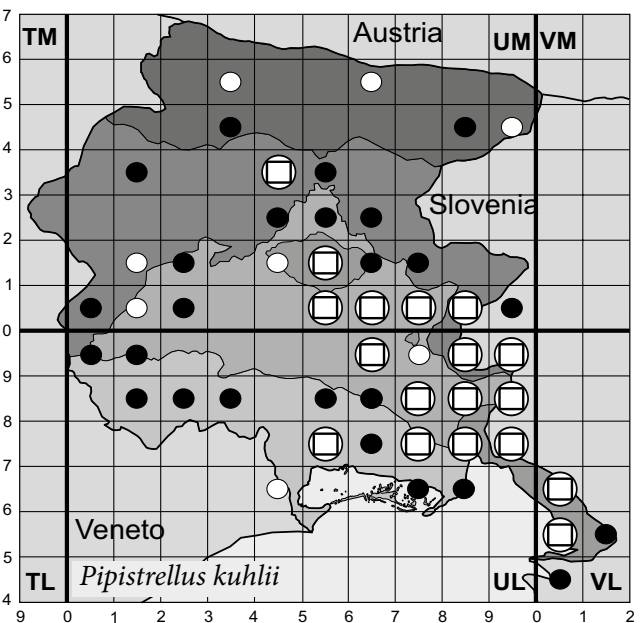 7
TM
Austria
UM
VM
6
5
4
3
Slovenia
2
1
0
9
8
7
6
Veneto
5
TL
Pipistrellus kuhlii
UL
VL
4
9 0 1 2 3 4 5 6 7 8 9 0 1 2